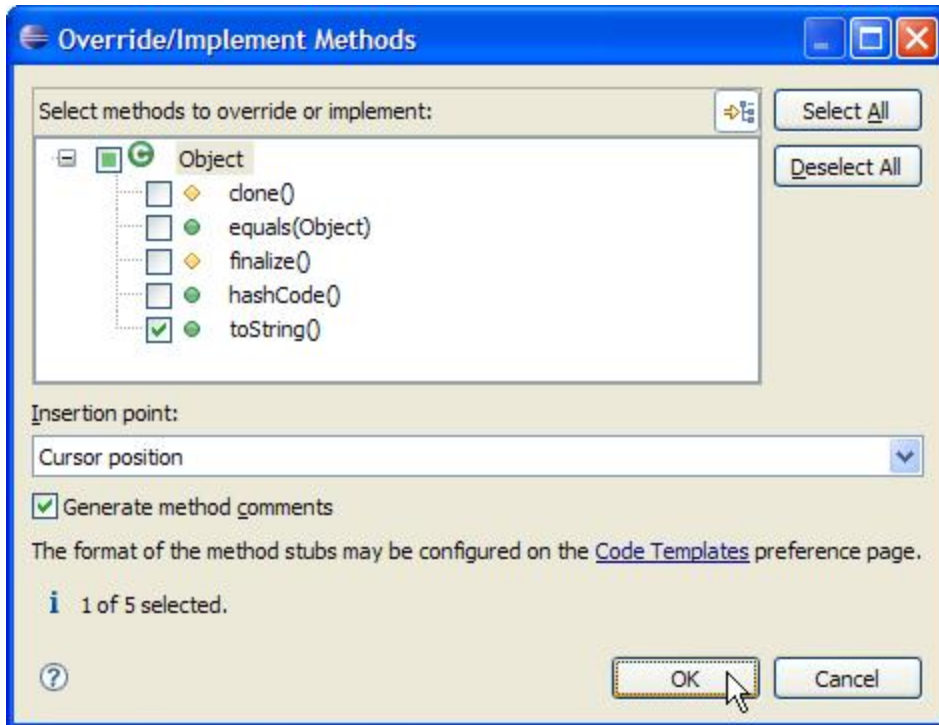 Override/Implement Methods
Select methods to override or implement:
Select All
Object
Deselect All
clone()
equals(Object)
finalize()
hashCode()
toString()
Insertion point:
Cursor position
Generate method comments
The format of the method stubs may be configured on the Code Templates preference page.
1 of 5 selected.
OK
Cancel